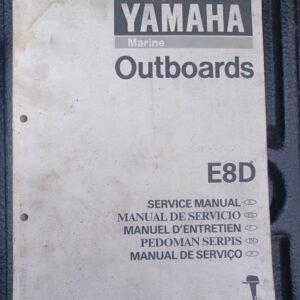 YAMAHA
Marine
Outboards
E8D
SERVICE MANUAL
MANUAL DE SERVICIO
MANUEL D'ENTRETIEN
PEDOMAN SERPIS
MANUAL DE SERVIÇO